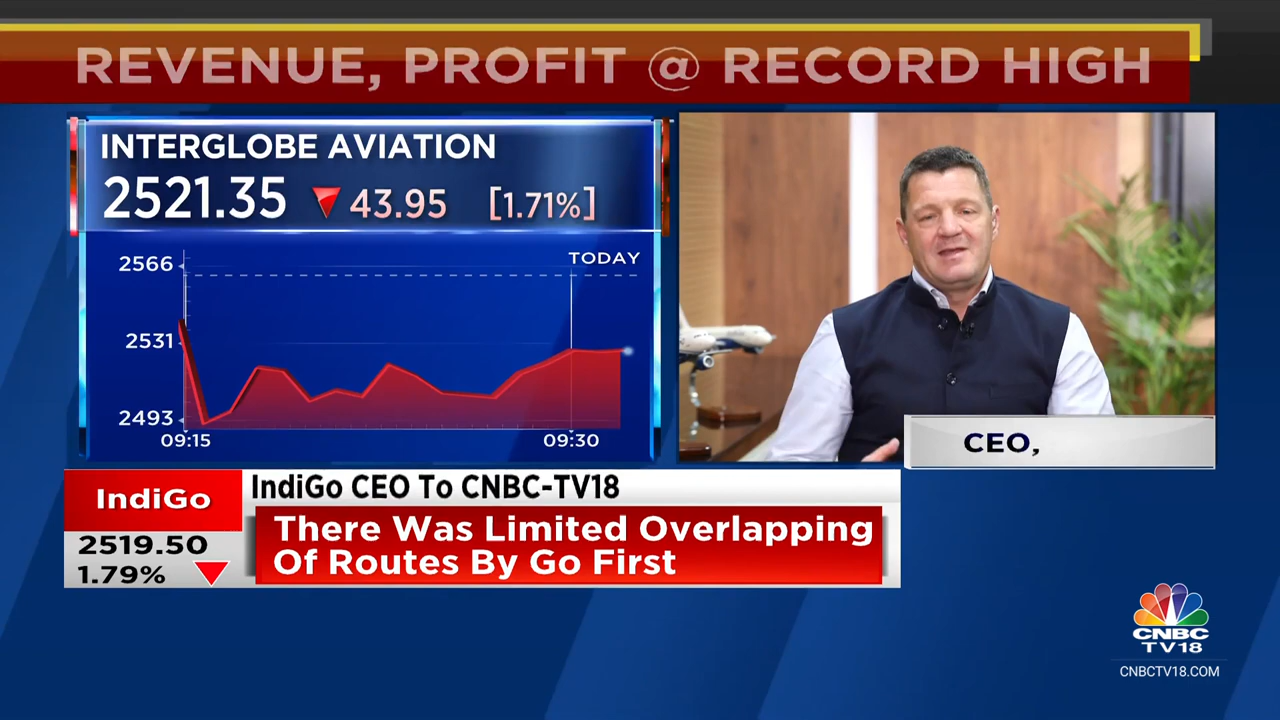 REVENUE, PROFIT @ RECORD HIGH
INTERGLOBE AVIATION
2521.35 ▼ 43.95 [1.71%]
TODAY
2566
2531
2493
09:15 09:30
CEO,
IndiGo
2519.50
1.79% ▼
IndiGo CEO To CNBC-TV18
There Was Limited Overlapping
Of Routes By Go First
CNBC
TV18
CNBCTV18.COM